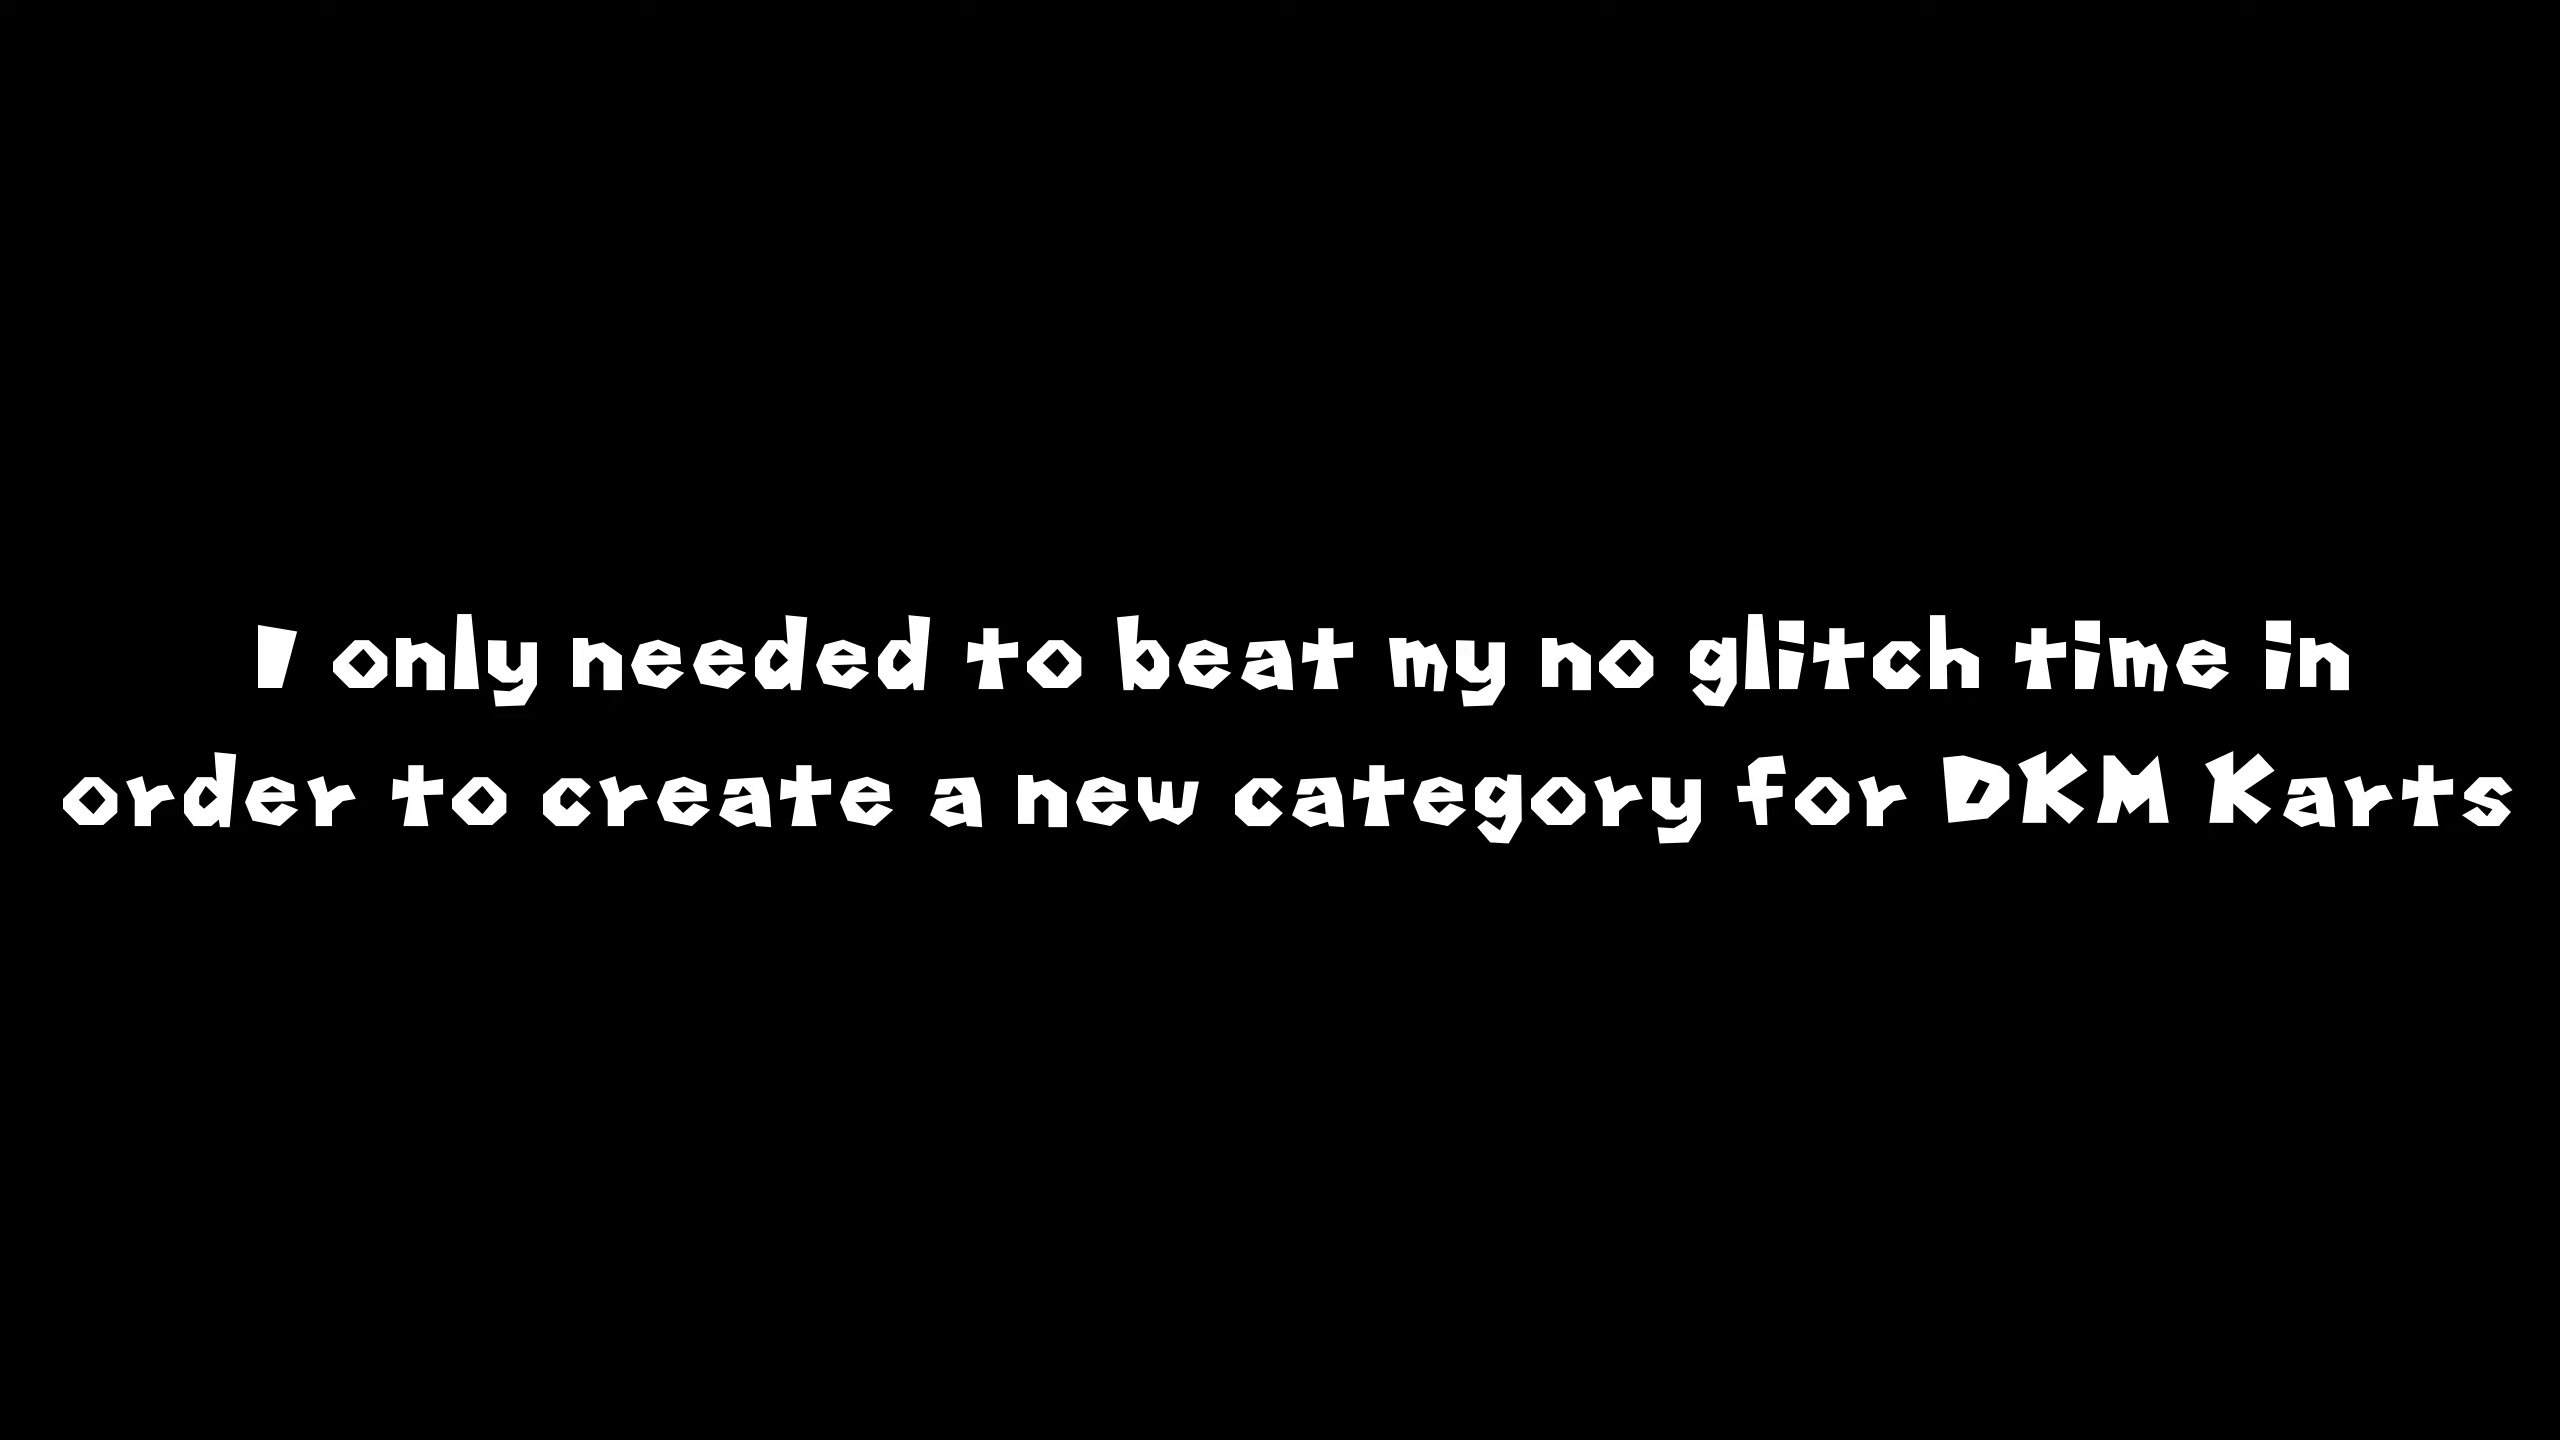 I only needed to beat my no glitch time in
order to create a new category for DKM Karts